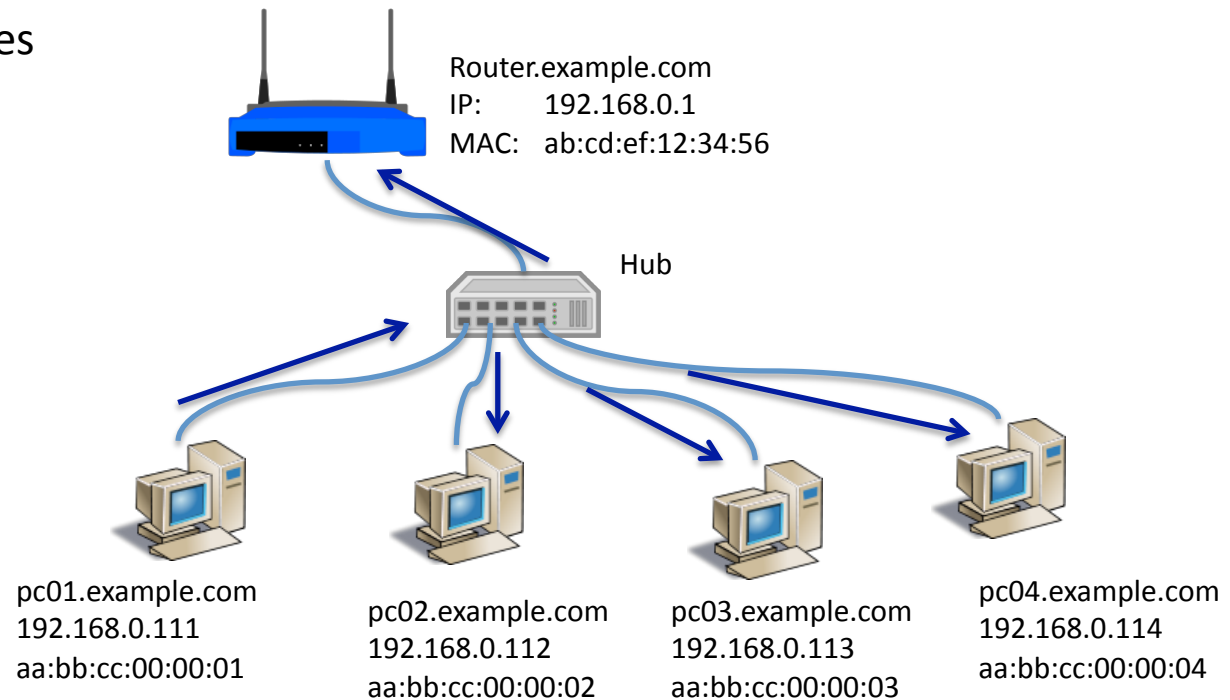 es
Router.example.com
IP: 192.168.0.1
MAC: ab:cd:ef:12:34:56
Hub
pc01.example.com
192.168.0.111
aa:bb:cc:00:00:01
pc02.example.com
192.168.0.112
aa:bb:cc:00:00:02
pc03.example.com
192.168.0.113
aa:bb:cc:00:00:03
pc04.example.com
192.168.0.114
aa:bb:cc:00:00:04